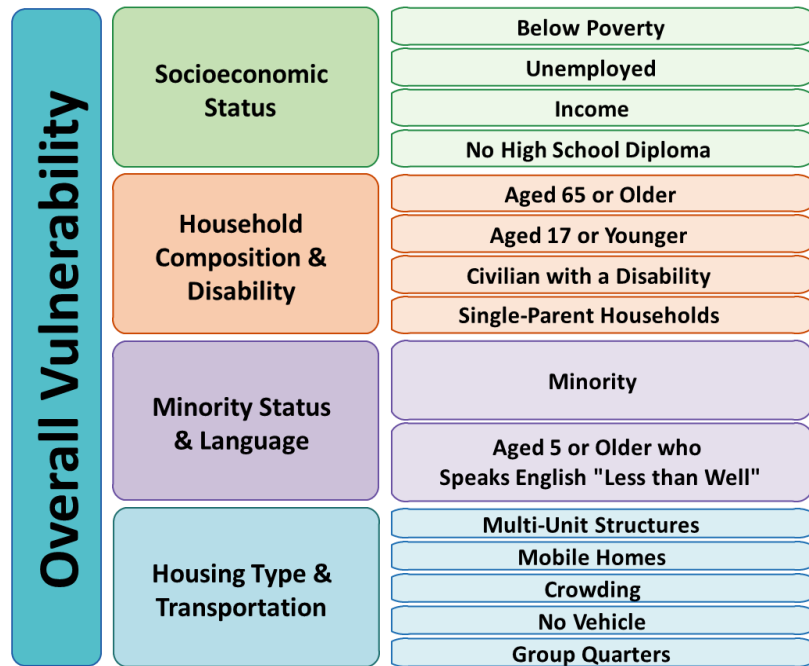 Overall Vulnerability
Socioeconomic
Status
Below Poverty
Unemployed
Income
No High School Diploma
Household
Composition &
Disability
Aged 65 or Older
Aged 17 or Younger
Civilian with a Disability
Single-Parent Households
Minority Status
& Language
Minority
Aged 5 or Older who
Speaks English "Less than Well"
Housing Type &
Transportation
Multi-Unit Structures
Mobile Homes
Crowding
No Vehicle
Group Quarters